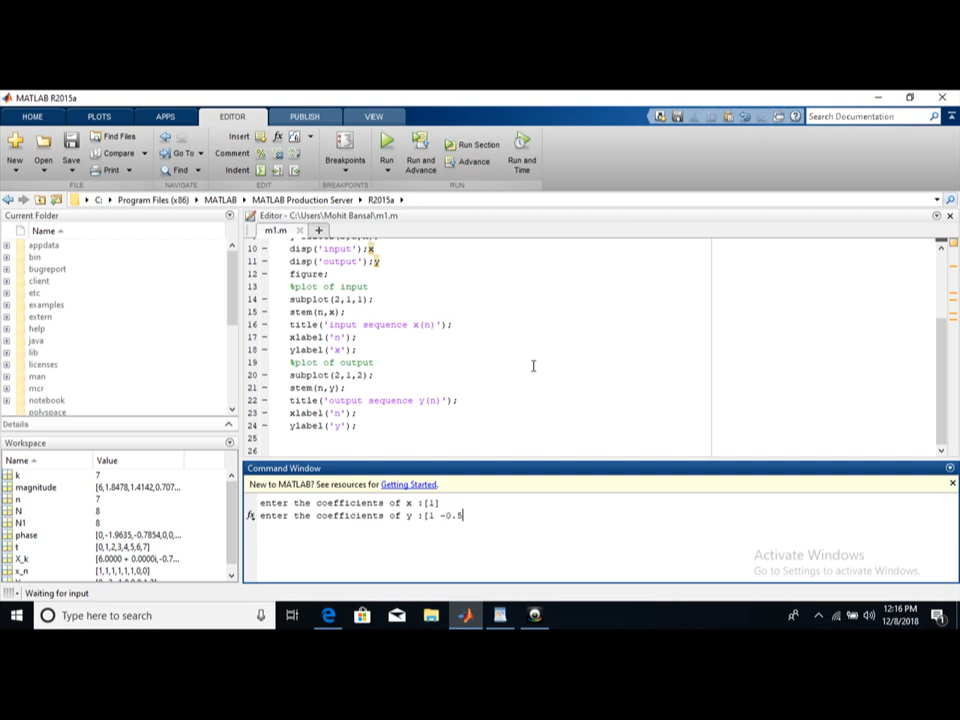 MATLAB R2015a
HOME PLOTS APPS EDITOR PUBLISH VIEW
Search Documentation
New Open Save Find Files Compare Print
Go To Find
Insert Comment Indent
Breakpoints Run Run and Advance Run Section Advance Run and Time
FILE NAVIGATE EDIT BREAKPOINTS RUN
C: Program Files (x86) MATLAB MATLAB Production Server R2015a
Current Folder
Name
appdata
bin
bugreport
client
etc
examples
extern
help
java
lib
licenses
man
mcr
notebook
polyspace
Details
Workspace
Name Value
k 7
magnitude [6,1.8478,1.4142,0.707...
n 7
N 8
N1 8
phase [0,-1.9635,-0.7854,0,0,...
t [0,1,2,3,4,5,6,7]
X_k [6.0000 + 0.0000i,-0.7...
x_n [1,1,1,1,1,1,0,0]
Editor - C:\Users\Mohit Bansal\m1.m
m1.m
10 - disp('input');x
11 - disp('output');y
12 - figure;
13 %plot of input
14 - subplot(2,1,1);
15 - stem(n,x);
16 - title('input sequence x(n)');
17 - xlabel('n');
18 - ylabel('x');
19 %plot of output
20 - subplot(2,1,2);
21 - stem(n,y);
22 - title('output sequence y(n)');
23 - xlabel('n');
24 - ylabel('y');
25
26
Command Window
New to MATLAB? See resources for Getting Started.
enter the coefficients of x :[1]
fx enter the coefficients of y :[1 -0.5
Activate Windows
Go to Settings to activate Windows.
Waiting for input
Type here to search
12:16 PM
12/8/2018